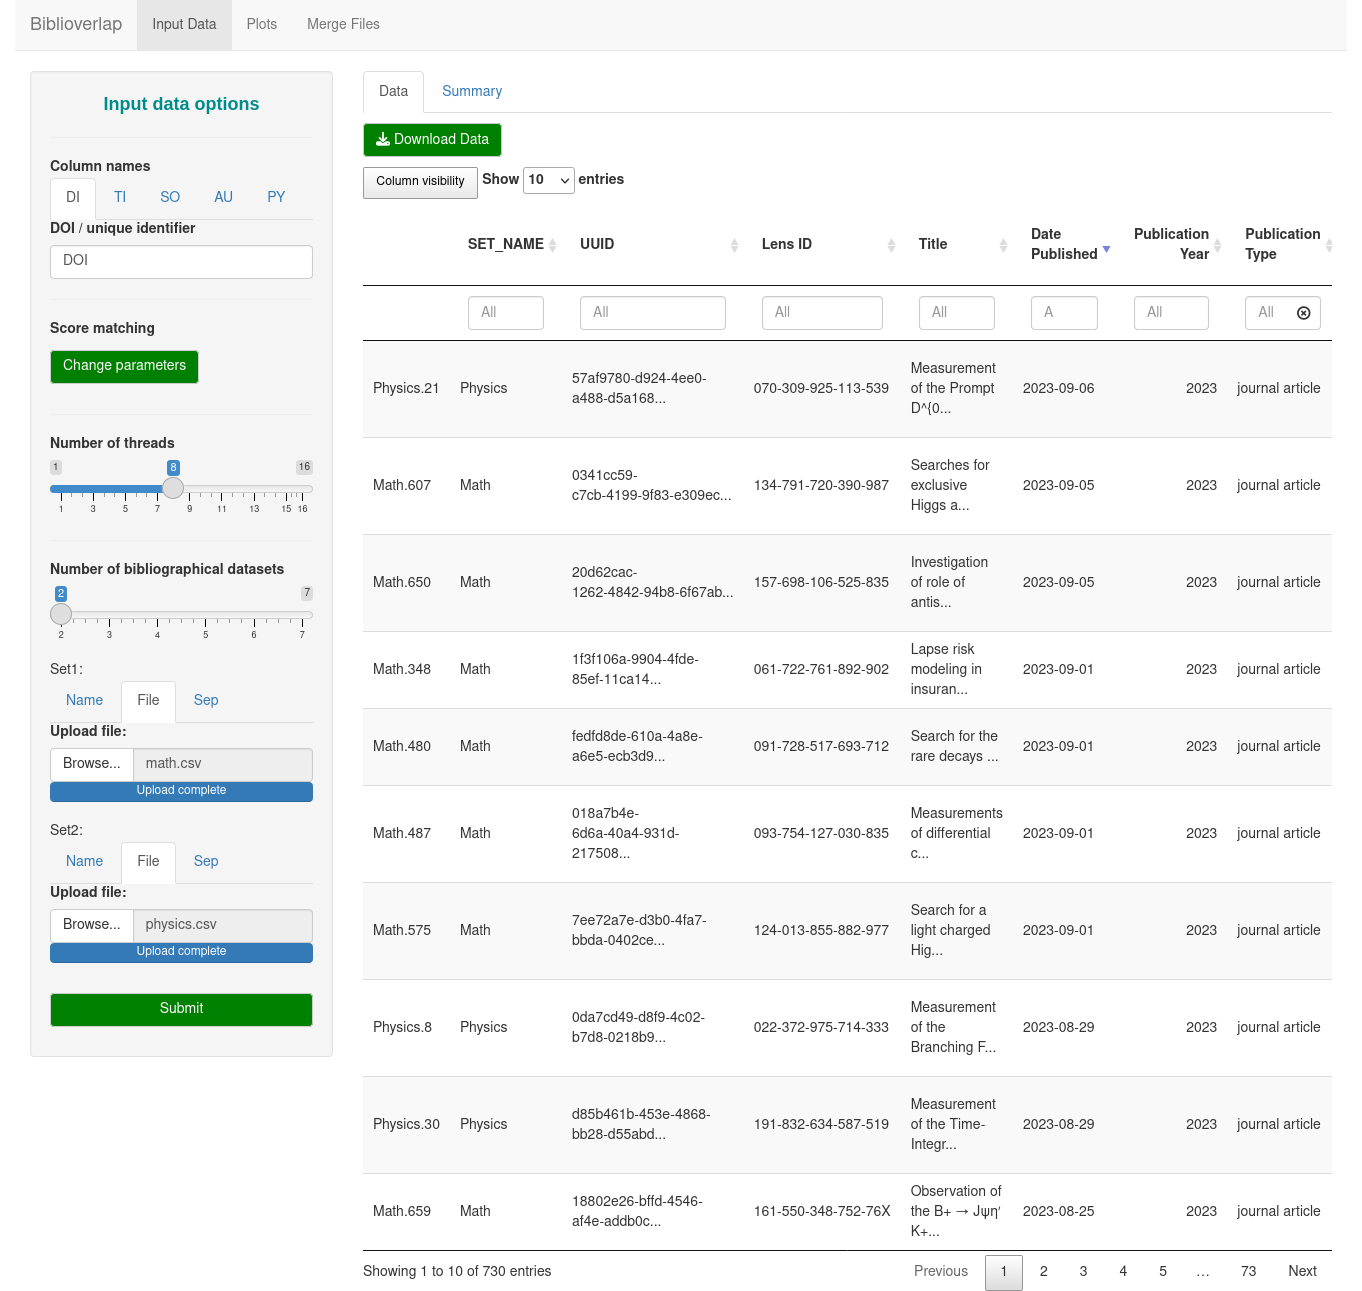 Biblioverlap Input Data Plots Merge Files
Input data options
Column names
DI TI SO AU PY
DOI / unique identifier
DOI
Score matching
Change parameters
Number of threads
1 8 16
1 3 5 7 9 11 13 15 16
Number of bibliographical datasets
2 7
2 3 4 5 6 7
Set1:
Name File Sep
Upload file:
Browse... math.csv
Upload complete
Set2:
Name File Sep
Upload file:
Browse... physics.csv
Upload complete
Submit
Data Summary
Download Data
Column visibility Show 10 entries
SET_NAME UUID Lens ID Title Date Published Publication Year Publication Type
All All All All A All All
Physics.21 Physics 57af9780-d924-4ee0-a488-d5a168... 070-309-925-113-539 Measurement of the Prompt D^{0... 2023-09-06 2023 journal article
Math.607 Math 0341cc59-c7cb-4199-9f83-e309ec... 134-791-720-390-987 Searches for exclusive Higgs a... 2023-09-05 2023 journal article
Math.650 Math 20d62cac-1262-4842-94b8-6f67ab... 157-698-106-525-835 Investigation of role of antis... 2023-09-05 2023 journal article
Math.348 Math 1f3f106a-9904-4fde-85ef-11ca14... 061-722-761-892-902 Lapse risk modeling in insuran... 2023-09-01 2023 journal article
Math.480 Math fedfd8de-610a-4a8e-a6e5-ecb3d9... 091-728-517-693-712 Search for the rare decays ... 2023-09-01 2023 journal article
Math.487 Math 018a7b4e-6d6a-40a4-931d-217508... 093-754-127-030-835 Measurements of differential c... 2023-09-01 2023 journal article
Math.575 Math 7ee72a7e-d3b0-4fa7-bbda-0402ce... 124-013-855-882-977 Search for a light charged Hig... 2023-09-01 2023 journal article
Physics.8 Physics 0da7cd49-d8f9-4c02-b7d8-0218b9... 022-372-975-714-333 Measurement of the Branching F... 2023-08-29 2023 journal article
Physics.30 Physics d85b461b-453e-4868-bb28-d55abd... 191-832-634-587-519 Measurement of the Time-Integr... 2023-08-29 2023 journal article
Math.659 Math 18802e26-bffd-4546-af4e-addb0c... 161-550-348-752-76X Observation of the B+ → Jψη′ K+... 2023-08-25 2023 journal article
Showing 1 to 10 of 730 entries Previous 1 2 3 4 5 … 73 Next